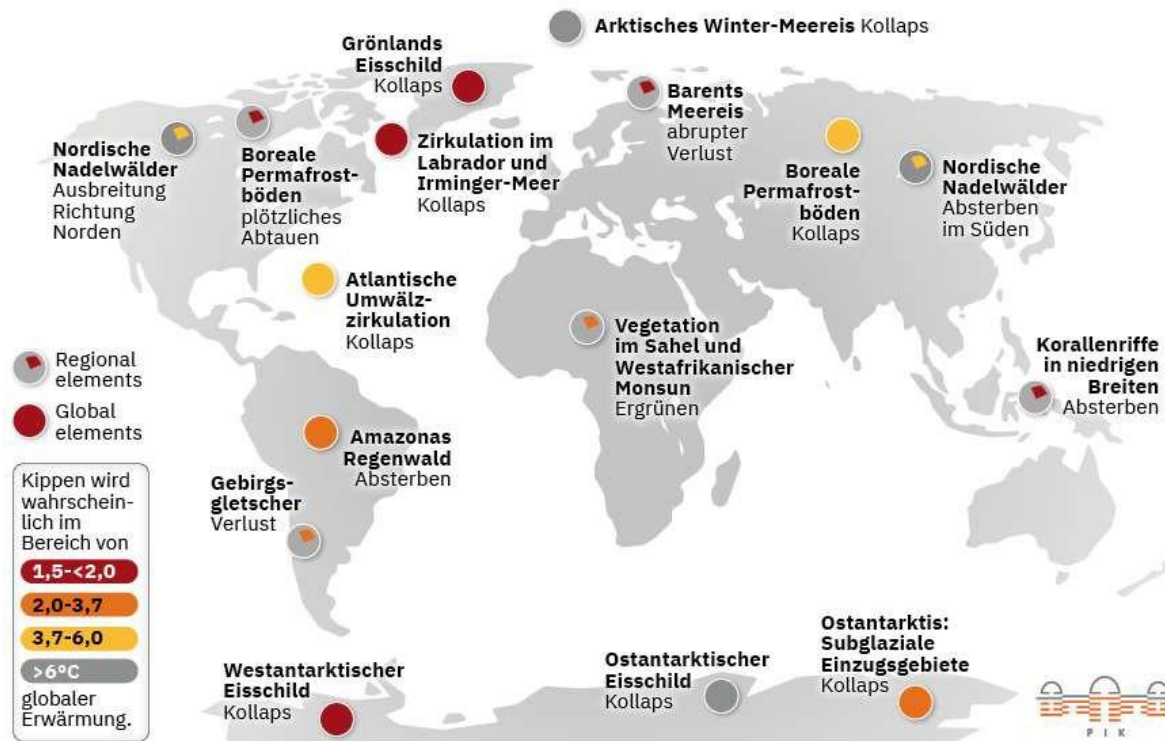 Arktisches Winter-Meereis Kollaps
Grönlands
Eisschild
Kollaps
Barents
Meereis
abrupter
Verlust
Nordische
Nadelwälder
Ausbreitung
Richtung
Norden
Boreale
Permafrost-
böden
plötzliches
Abtauen
Zirkulation im
Labrador und
Irminger-Meer
Kollaps
Boreale
Permafrost-
böden
Kollaps
Nordische
Nadelwälder
Absterben
im Süden
Atlantische
Umwälz-
zirkulation
Kollaps
Vegetation
im Sahel und
Westafrikanischer
Monsun
Ergrünen
Korallenriffe
in niedrigen
Breiten
Absterben
Regional
elements
Global
elements
Amazonas
Regenwald
Absterben
Gebirgs-
gletscher
Verlust
Kippen wird
wahrschein-
lich im
Bereich von
1,5-<2,0
2,0-3,7
3,7-6,0
>6°C
globaler
Erwärmung.
Westantarktischer
Eisschild
Kollaps
Ostantarktischer
Eisschild
Kollaps
Ostantarktis:
Subglaziale
Einzugsgebiete
Kollaps
P I K